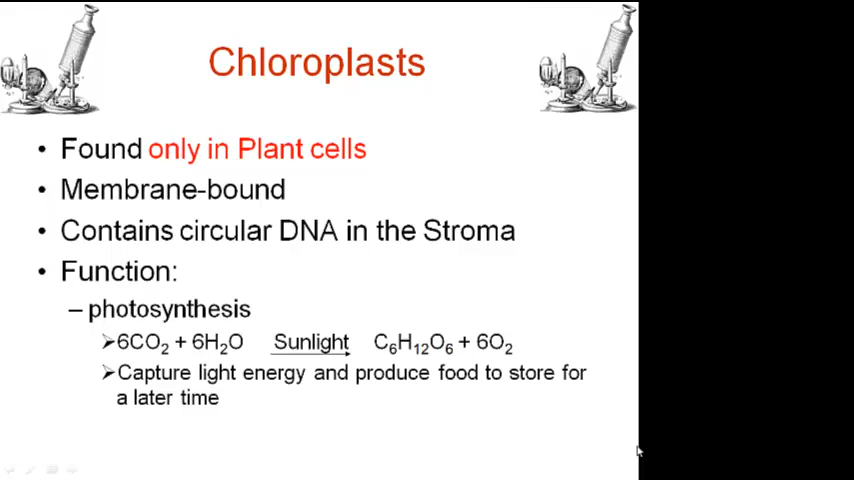 Chloroplasts
• Found only in Plant cells
• Membrane-bound
• Contains circular DNA in the Stroma
• Function:
– photosynthesis
➢6CO₂ + 6H₂O Sunlight C₆H₁₂O₆ + 6O₂
➢Capture light energy and produce food to store for
a later time